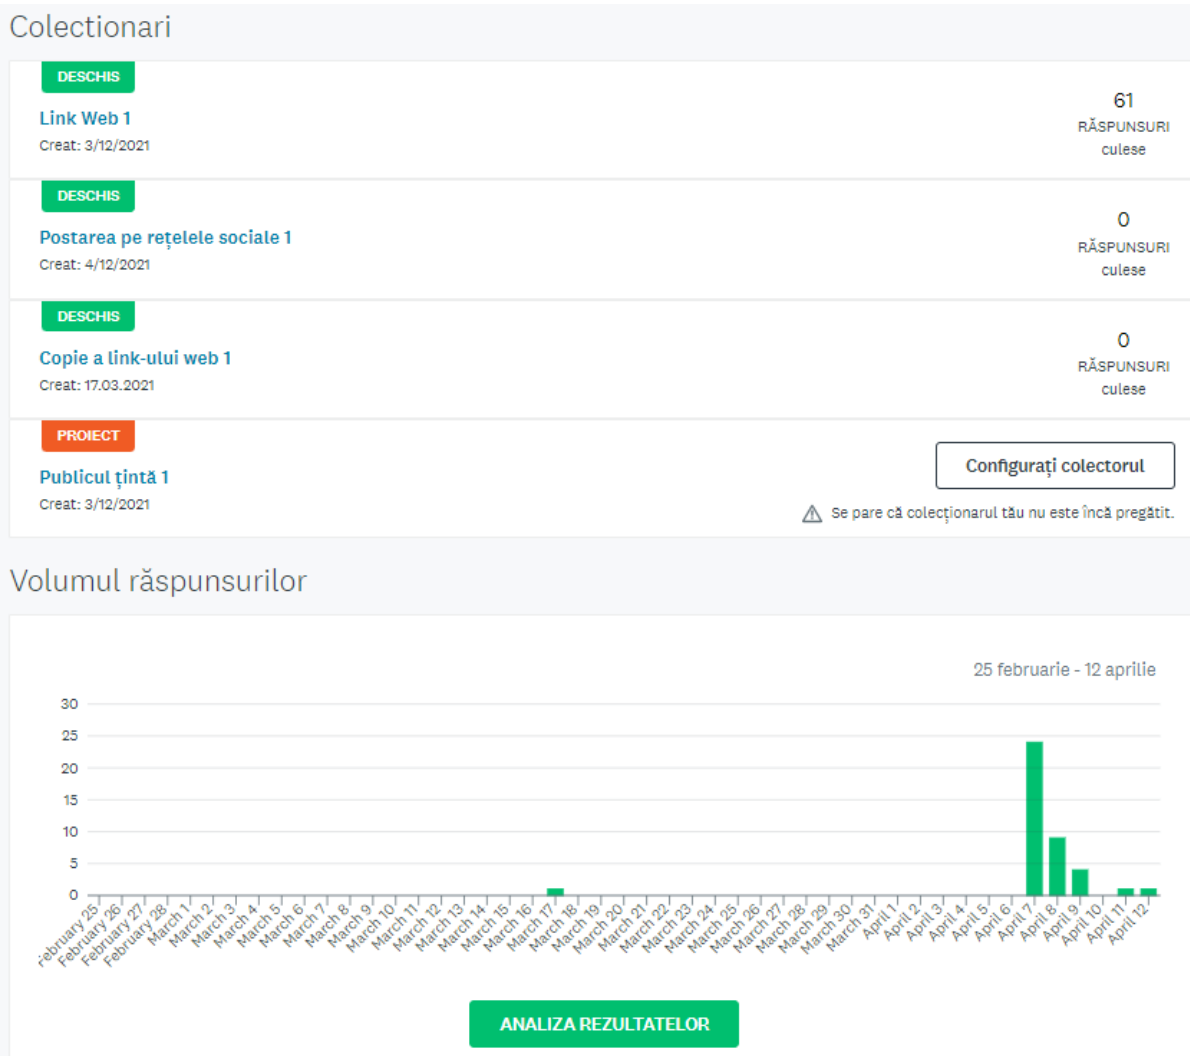 Colectionari
DESCHIS
Link Web 1
Creat: 3/12/2021
61
RĂSPUNSURI
culese
DESCHIS
Postarea pe rețelele sociale 1
Creat: 4/12/2021
0
RĂSPUNSURI
culese
DESCHIS
Copie a link-ului web 1
Creat: 17.03.2021
0
RĂSPUNSURI
culese
PROIECT
Publicul țintă 1
Creat: 3/12/2021
Configurați colectorul
Se pare că colecționarul tău nu este încă pregătit.
Volumul răspunsurilor
25 februarie - 12 aprilie
30
25
20
15
10
5
0
February 25
February 26
February 27
February 28
March 1
March 2
March 3
March 4
March 5
March 6
March 7
March 8
March 9
March 10
March 11
March 12
March 13
March 14
March 15
March 16
March 17
March 18
March 19
March 20
March 21
March 22
March 23
March 24
March 25
March 26
March 27
March 28
March 29
March 30
March 31
April 1
April 2
April 3
April 4
April 5
April 6
April 7
April 8
April 9
April 10
April 11
April 12
ANALIZA REZULTATELOR